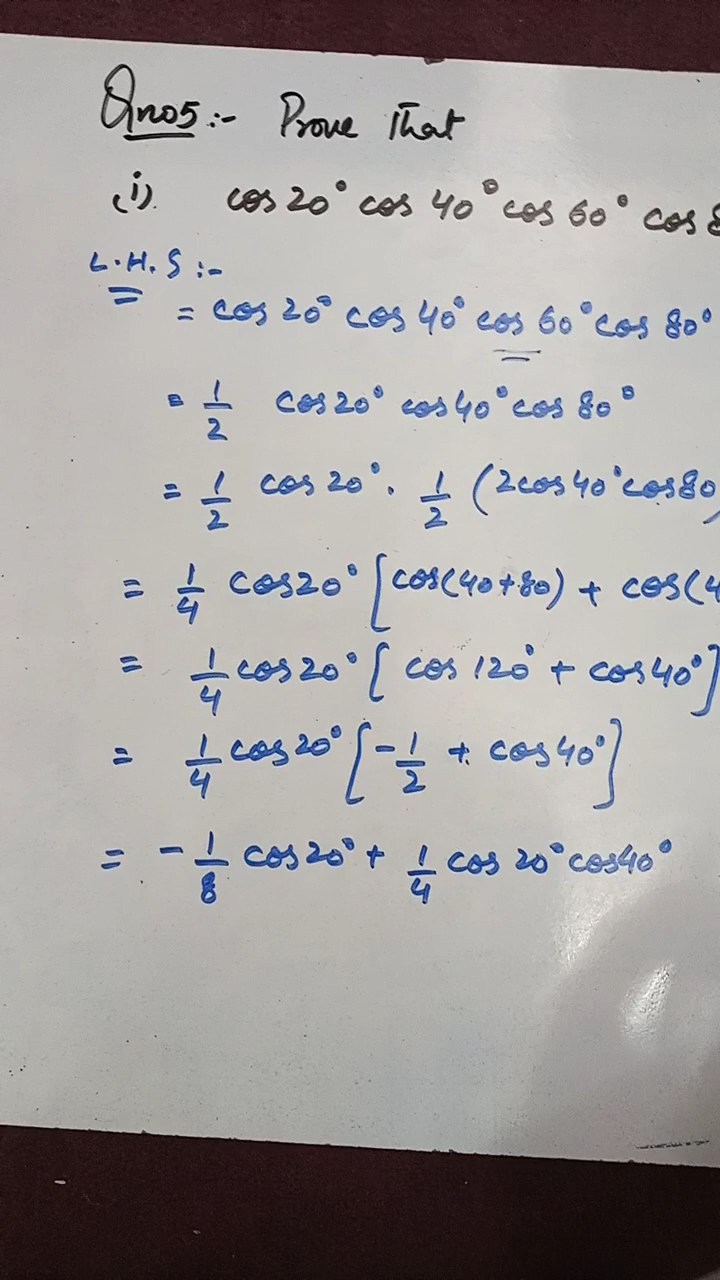 Qno5:- Prove That
(i). cos 20° cos 40° cos 60° cos 8
L.H.S :-
= cos 20° cos 40° cos 60° cos 80°
= 1/2 cos 20° cos 40° cos 80°
= 1/2 cos 20° . 1/2 (2cos 40° cos 80)
= 1/4 cos 20° [cos(40+80) + cos(4
= 1/4 cos 20° [ cos 120° + cos 40°]
= 1/4 cos 20° [-1/2 + cos 40°]
= -1/8 cos 20° + 1/4 cos 20° cos 40°